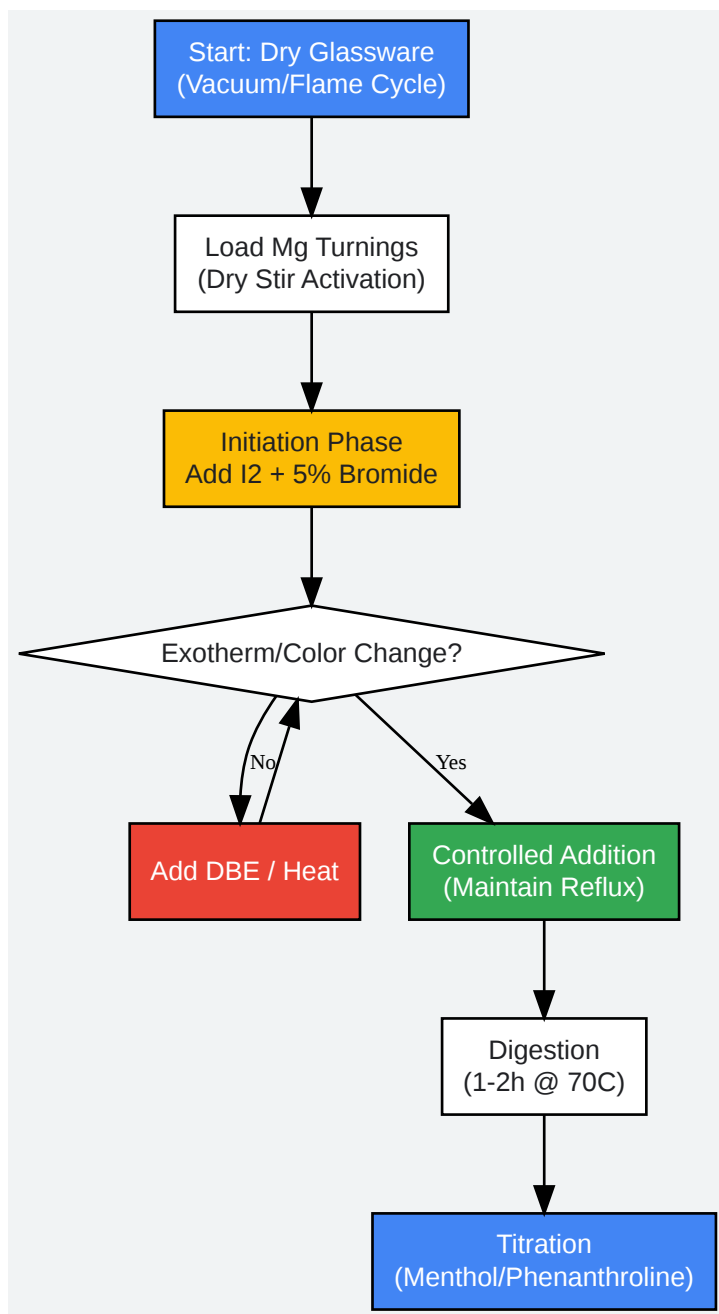 Start: Dry Glassware
(Vacuum/Flame Cycle)
Load Mg Turnings
(Dry Stir Activation)
Initiation Phase
Add I2 + 5% Bromide
Exotherm/Color Change?
No
Yes
Add DBE / Heat
Controlled Addition
(Maintain Reflux)
Digestion
(1-2h @ 70C)
Titration
(Menthol/Phenanthroline)